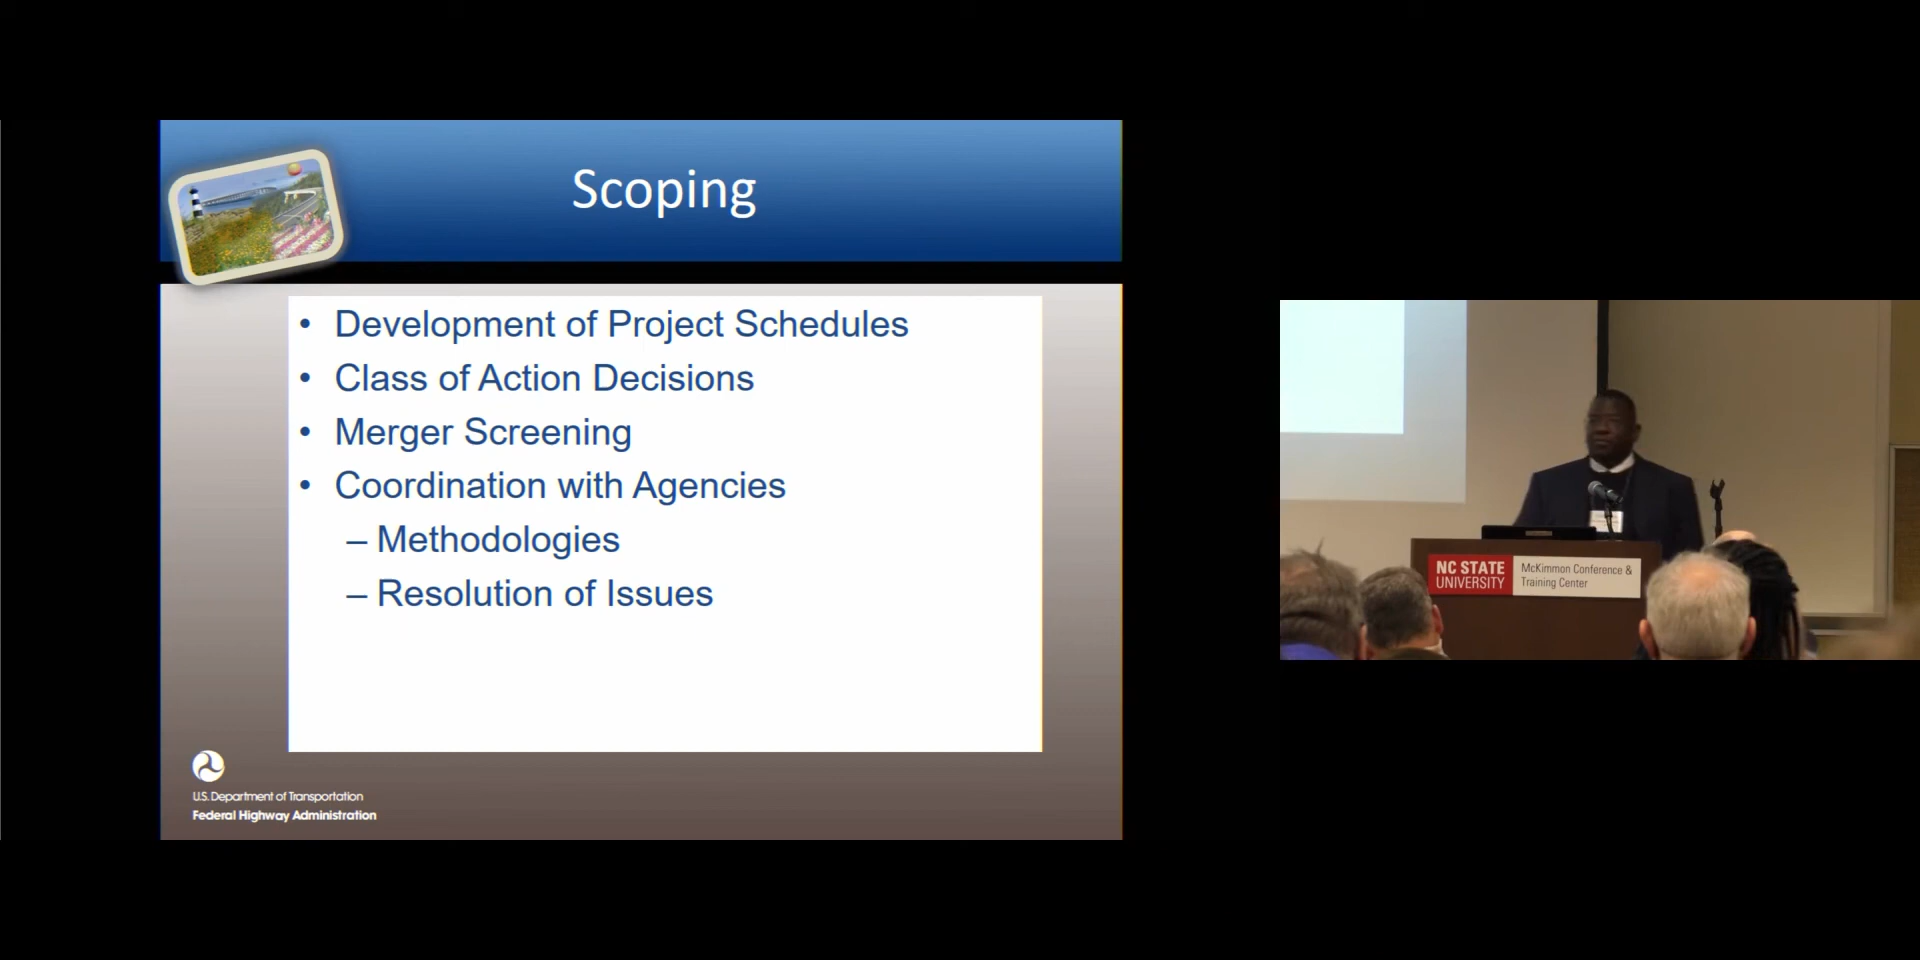 Scoping
• Development of Project Schedules
• Class of Action Decisions
• Merger Screening
• Coordination with Agencies
– Methodologies
– Resolution of Issues
U.S. Department of Transportation
Federal Highway Administration
NC STATE
UNIVERSITY
McKimmon Conference &
Training Center